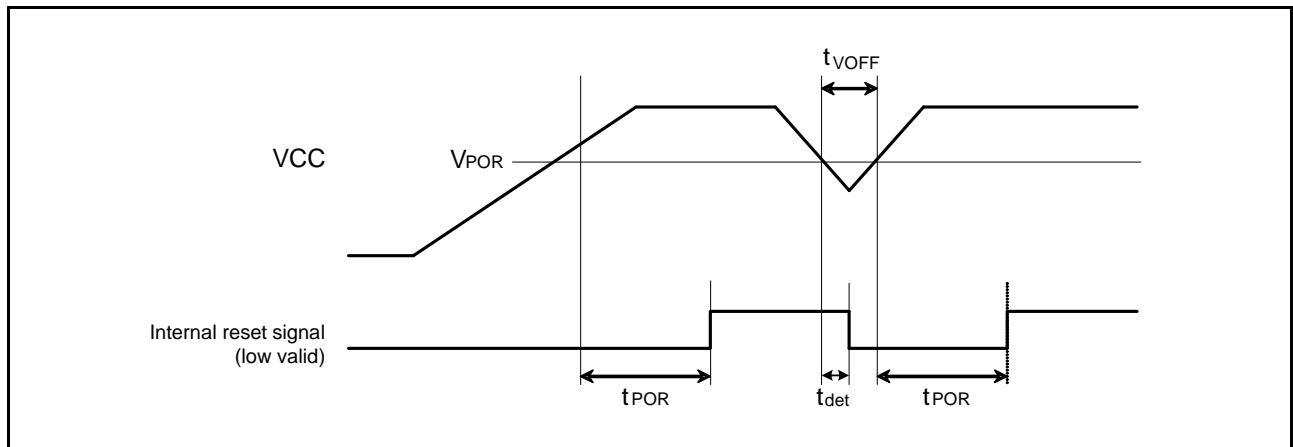 tVOFF
VCC
VPOR
Internal reset signal
(low valid)
tPOR
tdet
tPOR